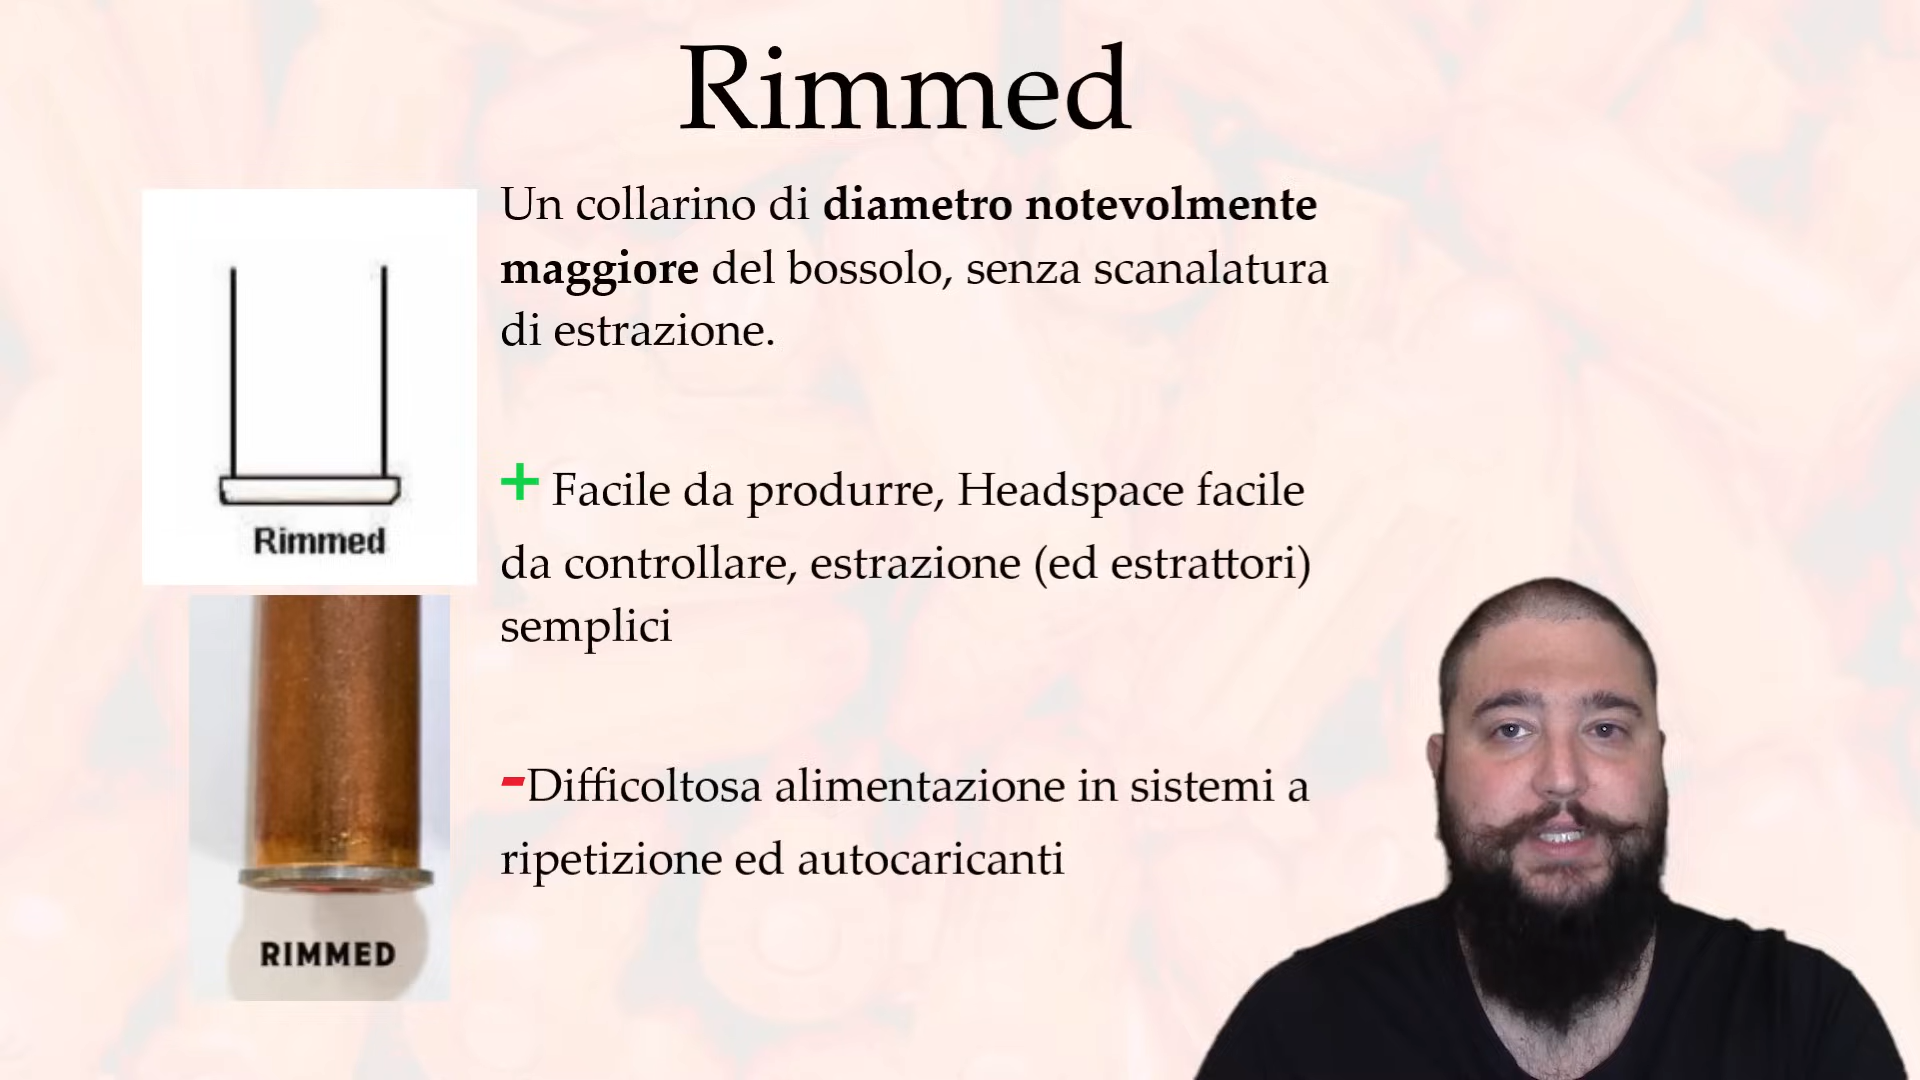 Rimmed
Un collarino di diametro notevolmente
maggiore del bossolo, senza scanalatura
di estrazione.
Rimmed
+ Facile da produrre, Headspace facile
da controllare, estrazione (ed estrattori)
semplici
-Difficoltosa alimentazione in sistemi a
ripetizione ed autocaricanti
RIMMED